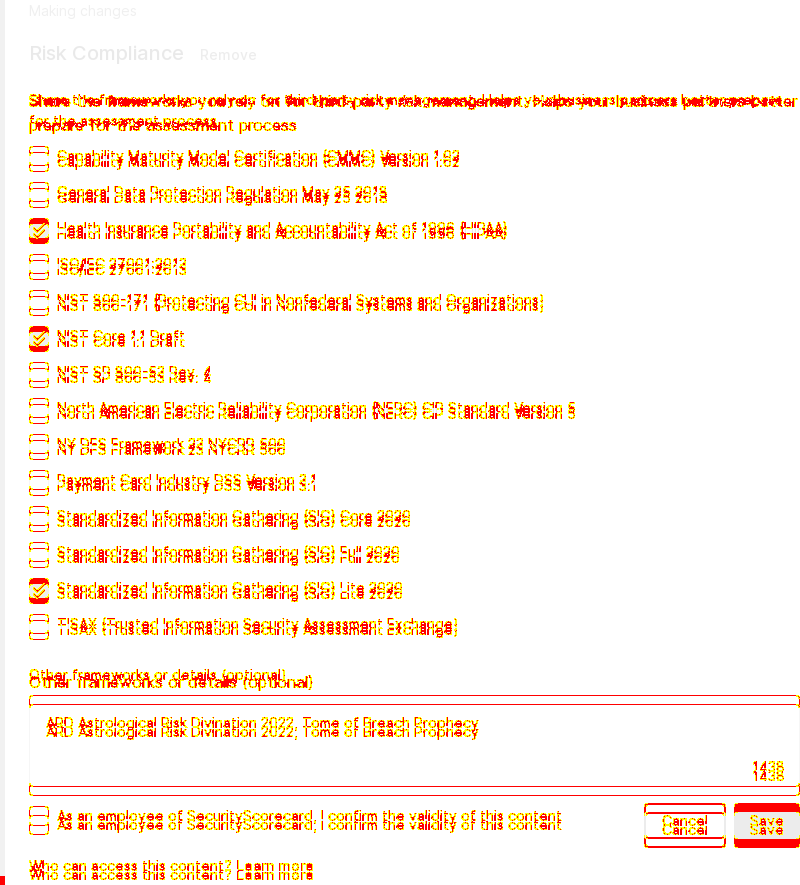 Making changes
Risk Compliance Remove
Share the frameworks you rely on for third-party risk management. Helps your business partners better prepare
for the assessment process
Capability Maturity Model Certification (CMMC) Version 1.02
General Data Protection Regulation May 25 2018
Health Insurance Portability and Accountability Act of 1996 (HIPAA)
ISO/IEC 27001:2013
NIST 800-171 (Protecting CUI in Nonfederal Systems and Organizations)
NIST Core 1.1 Draft
NIST SP 800-53 Rev. 4
North American Electric Reliability Corporation (NERC) CIP Standard Version 5
NY DFS Framework 23 NYCRR 500
Payment Card Industry DSS Version 3.1
Standardized Information Gathering (SIG) Core 2020
Standardized Information Gathering (SIG) Full 2020
Standardized Information Gathering (SIG) Lite 2020
TISAX (Trusted Information Security Assessment Exchange)
Other frameworks or details (optional)
ARD Astrological Risk Divination 2022, Tome of Breach Prophecy
1438
As an employee of SecurityScorecard, I confirm the validity of this content
Cancel
Save
Who can access this content? Learn more